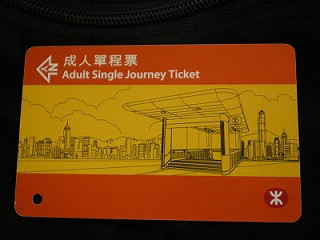 成人單程票
Adult Single Journey Ticket